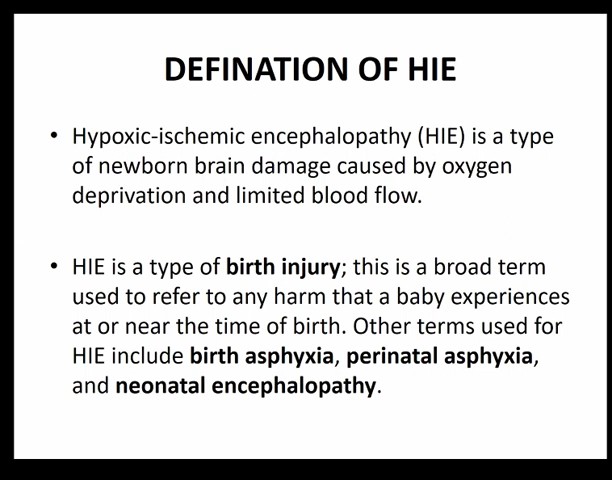 DEFINATION OF HIE
• Hypoxic-ischemic encephalopathy (HIE) is a type
of newborn brain damage caused by oxygen
deprivation and limited blood flow.
• HIE is a type of birth injury; this is a broad term
used to refer to any harm that a baby experiences
at or near the time of birth. Other terms used for
HIE include birth asphyxia, perinatal asphyxia,
and neonatal encephalopathy.